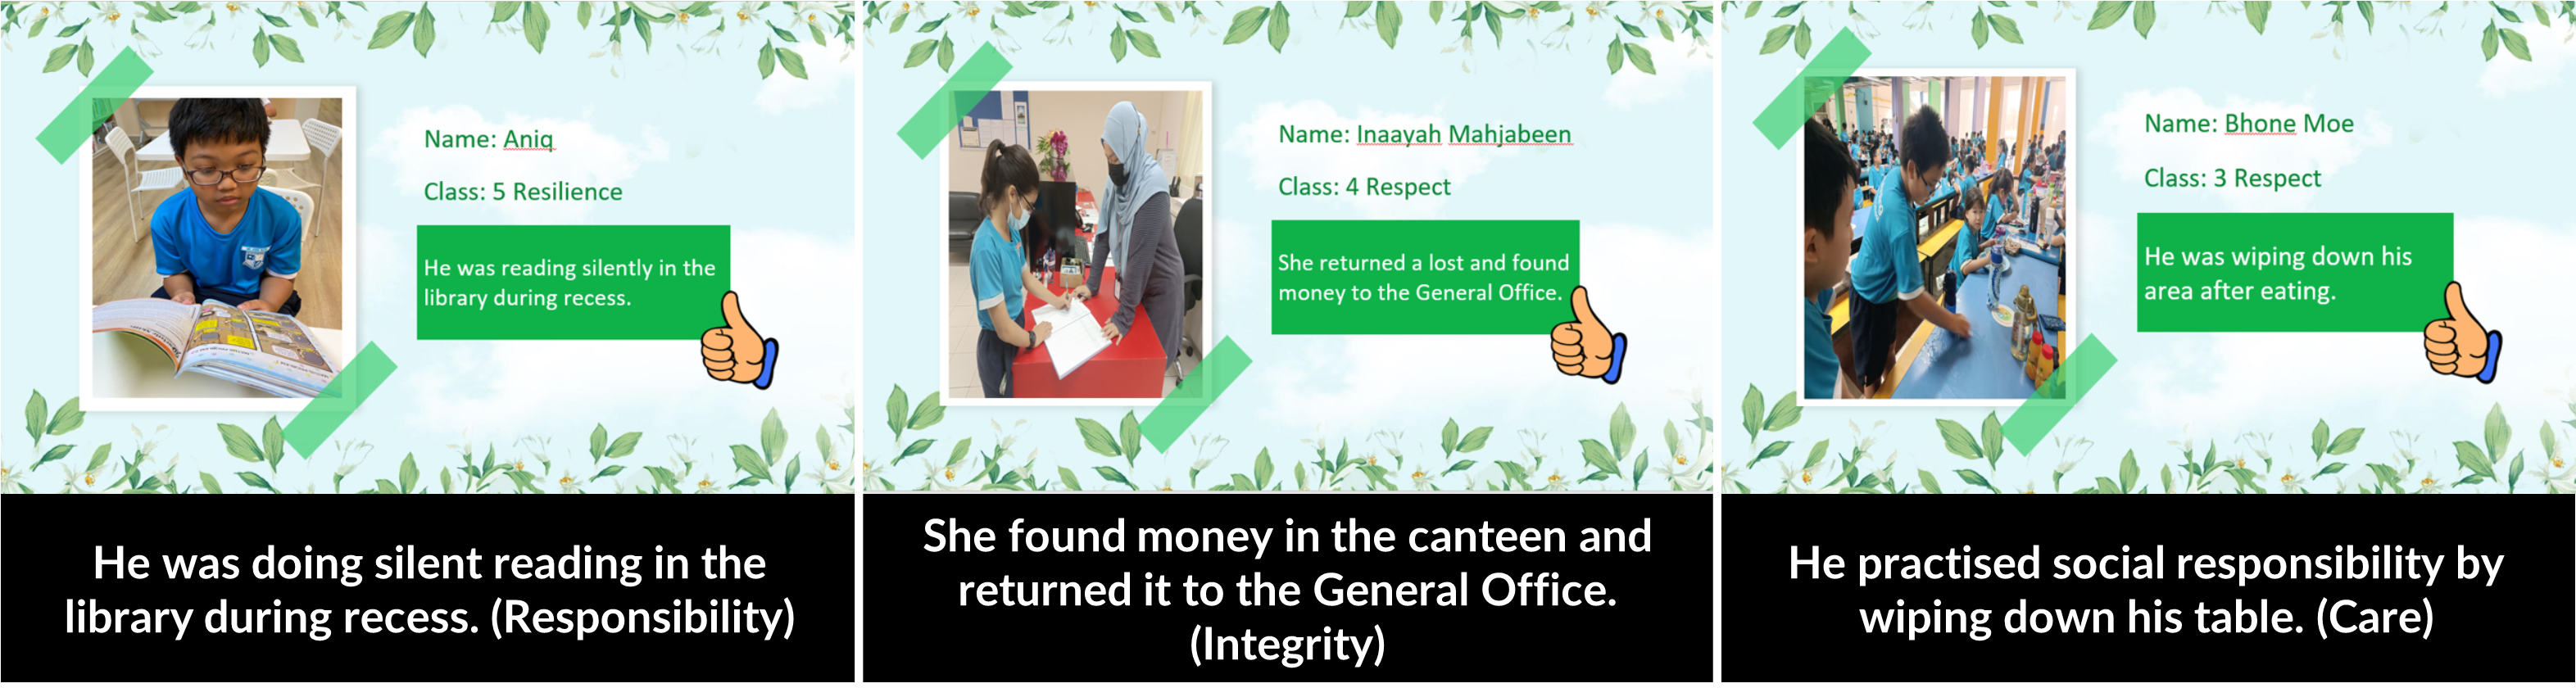 Name: Aniq
Class: 5 Resilience
He was reading silently in the
library during recess.
He was doing silent reading in the
library during recess. (Responsibility)
Name: Inaayah Mahjabeen
Class: 4 Respect
She returned a lost and found
money to the General Office.
She found money in the canteen and
returned it to the General Office.
(Integrity)
Name: Bhone Moe
Class: 3 Respect
He was wiping down his
area after eating.
He practised social responsibility by
wiping down his table. (Care)